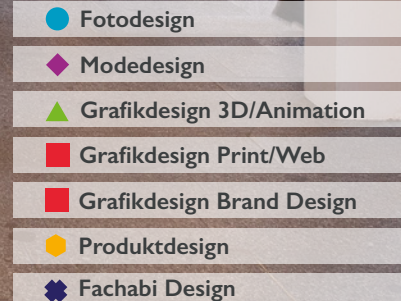 Fotodesign
Modedesign
Grafikdesign 3D/Animation
Grafikdesign Print/Web
Grafikdesign Brand Design
Produktdesign
Fachabi Design